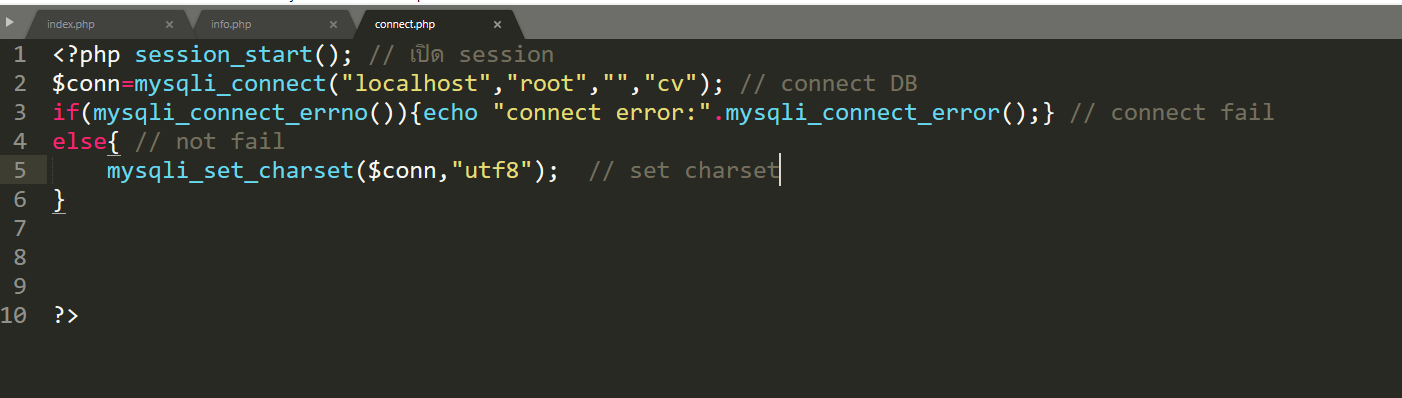 index.php × info.php × connect.php ×
1 <?php session_start(); // เปิด session
2 $conn=mysqli_connect("localhost","root","","cv"); // connect DB
3 if(mysqli_connect_errno()){echo "connect error:".mysqli_connect_error();} // connect fail
4 else{ // not fail
5 mysqli_set_charset($conn,"utf8"); // set charset
6 }
7
8
9
10 ?>